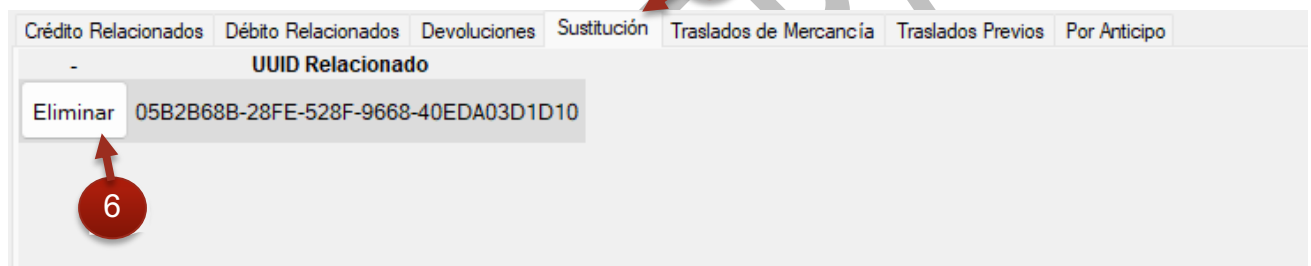 Crédito Relacionados Débito Relacionados Devoluciones Sustitución Traslados de Mercancía Traslados Previos Por Anticipo
- UUID Relacionado
Eliminar 05B2B68B-28FE-528F-9668-40EDA03D1D10
6